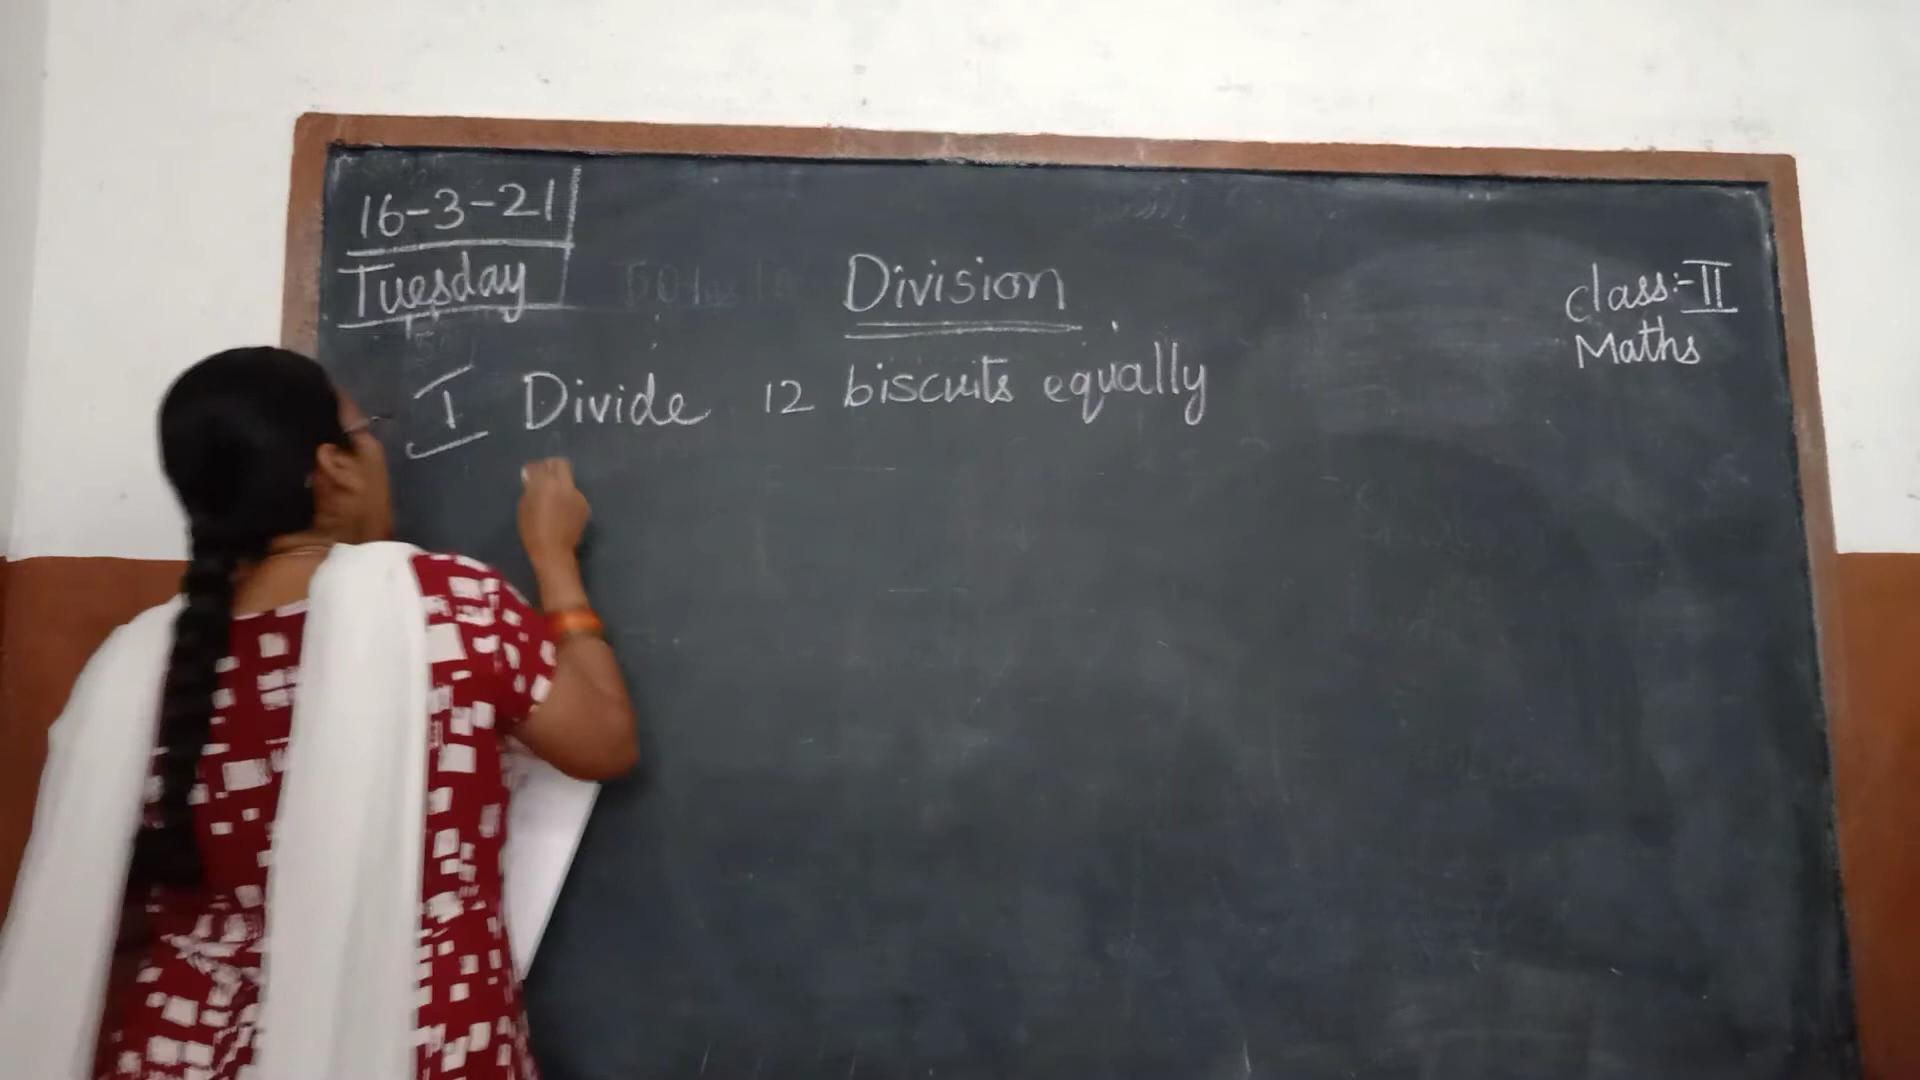 16-3-21
Tuesday
Division
class:-II
Maths
I Divide 12 biscuits equally